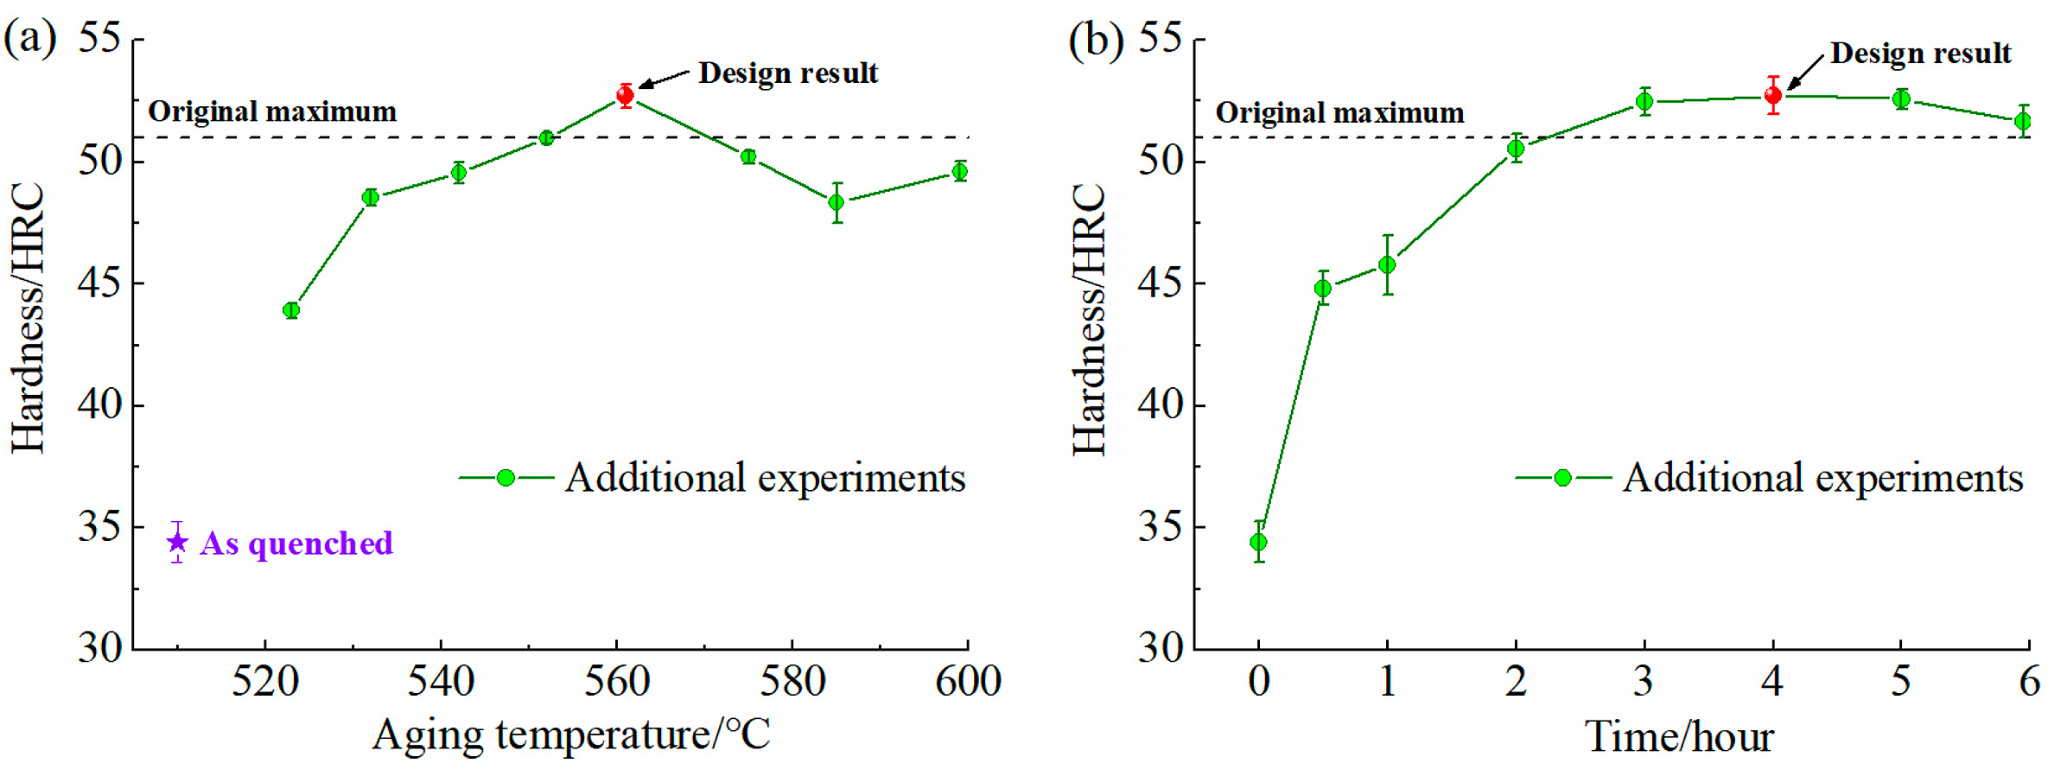 (a)
55
50
45
40
35
30
Hardness/HRC
Original maximum
Design result
Additional experiments
As quenched
520 540 560 580 600
Aging temperature/°C
(b)
55
50
45
40
35
30
Hardness/HRC
Original maximum
Design result
Additional experiments
0 1 2 3 4 5 6
Time/hour